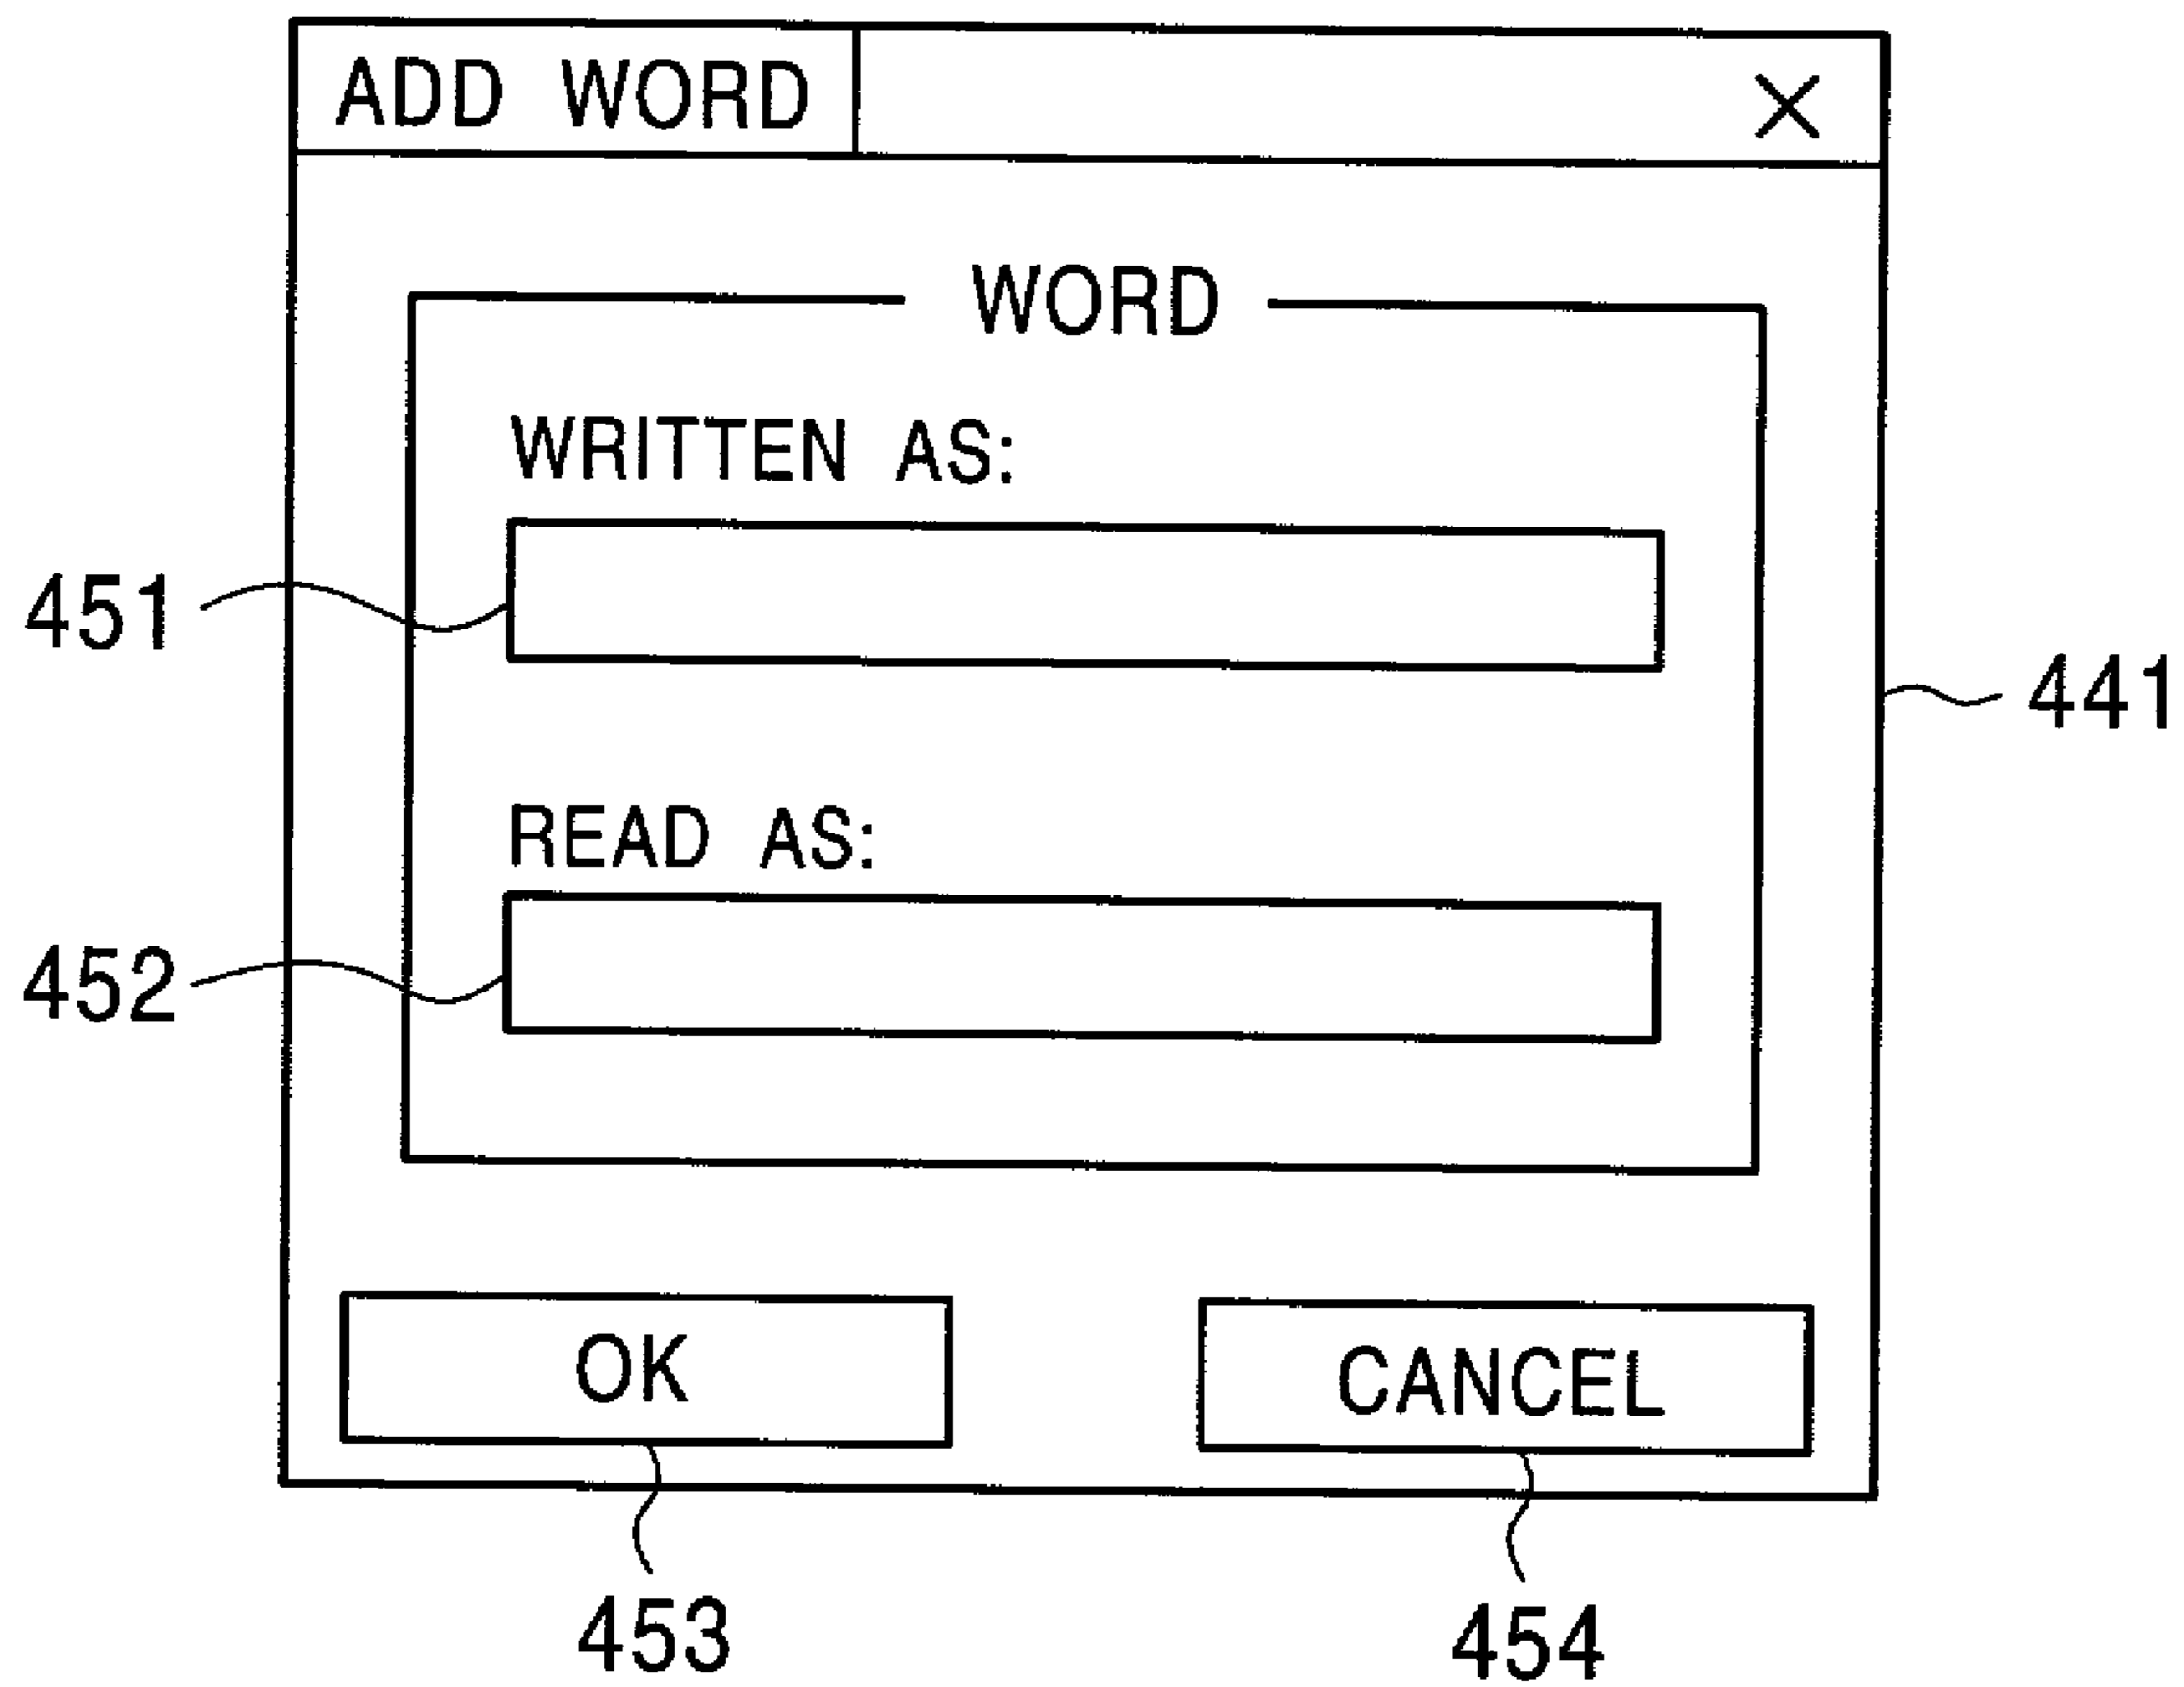 ADD WORD ×
WORD
WRITTEN AS:
451
441
READ AS:
452
OK CANCEL
453 454